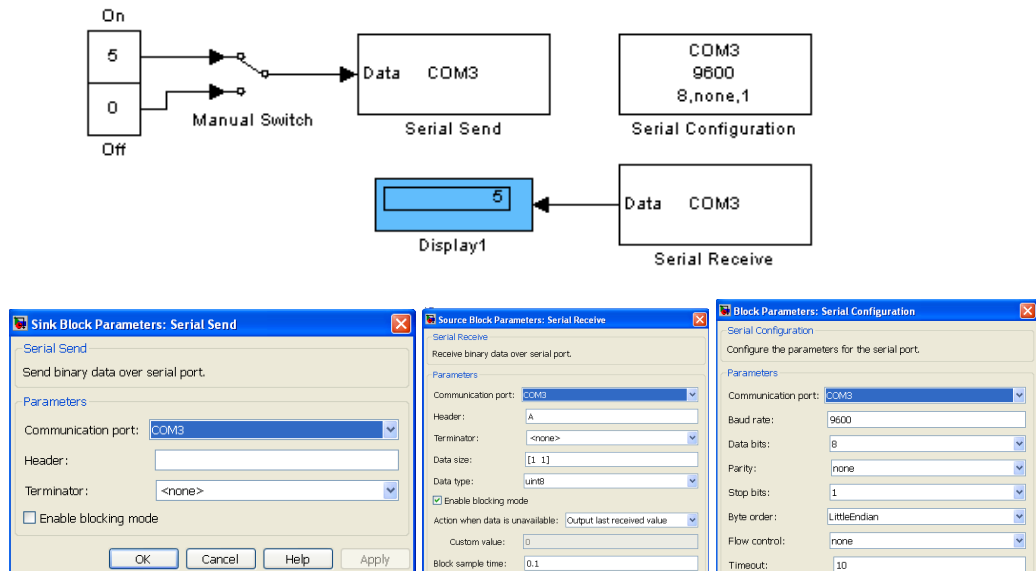 On
5
0
Off
Manual Switch
Data COM3
Serial Send
COM3
9600
8,none,1
Serial Configuration
5
Display1
Data COM3
Serial Receive
Sink Block Parameters: Serial Send
Serial Send
Send binary data over serial port.
Parameters
Communication port: COM3
Header:
Terminator: <none>
Enable blocking mode
OK Cancel Help Apply
Source Block Parameters: Serial Receive
Serial Receive
Receive binary data over serial port.
Parameters
Communication port: COM3
Header: A
Terminator: <none>
Data size: [1 1]
Data type: uint8
Enable blocking mode
Action when data is unavailable: Output last received value
Custom value: 0
Block sample time: 0.1
Block Parameters: Serial Configuration
Serial Configuration
Configure the parameters for the serial port.
Parameters
Communication port: COM3
Baud rate: 9600
Data bits: 8
Parity: none
Stop bits: 1
Byte order: LittleEndian
Flow control: none
Timeout: 10